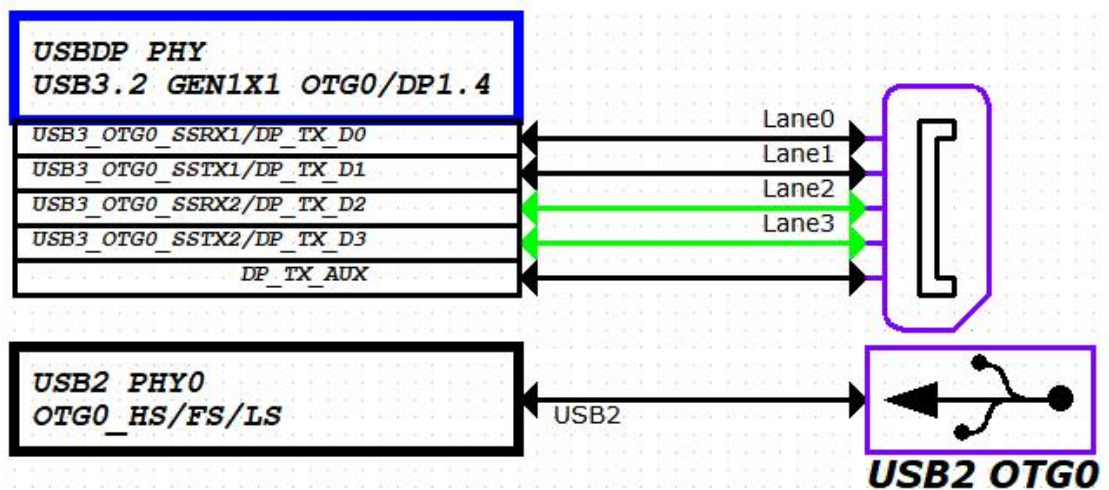 USBDP PHY
USB3.2 GEN1X1 OTG0/DP1.4
USB3_OTG0_SSRX1/DP_TX_D0
Lane0
USB3_OTG0_SSTX1/DP_TX_D1
Lane1
USB3_OTG0_SSRX2/DP_TX_D2
Lane2
USB3_OTG0_SSTX2/DP_TX_D3
Lane3
DP_TX_AUX
USB2 PHY0
OTG0_HS/FS/LS
USB2
USB2 OTG0